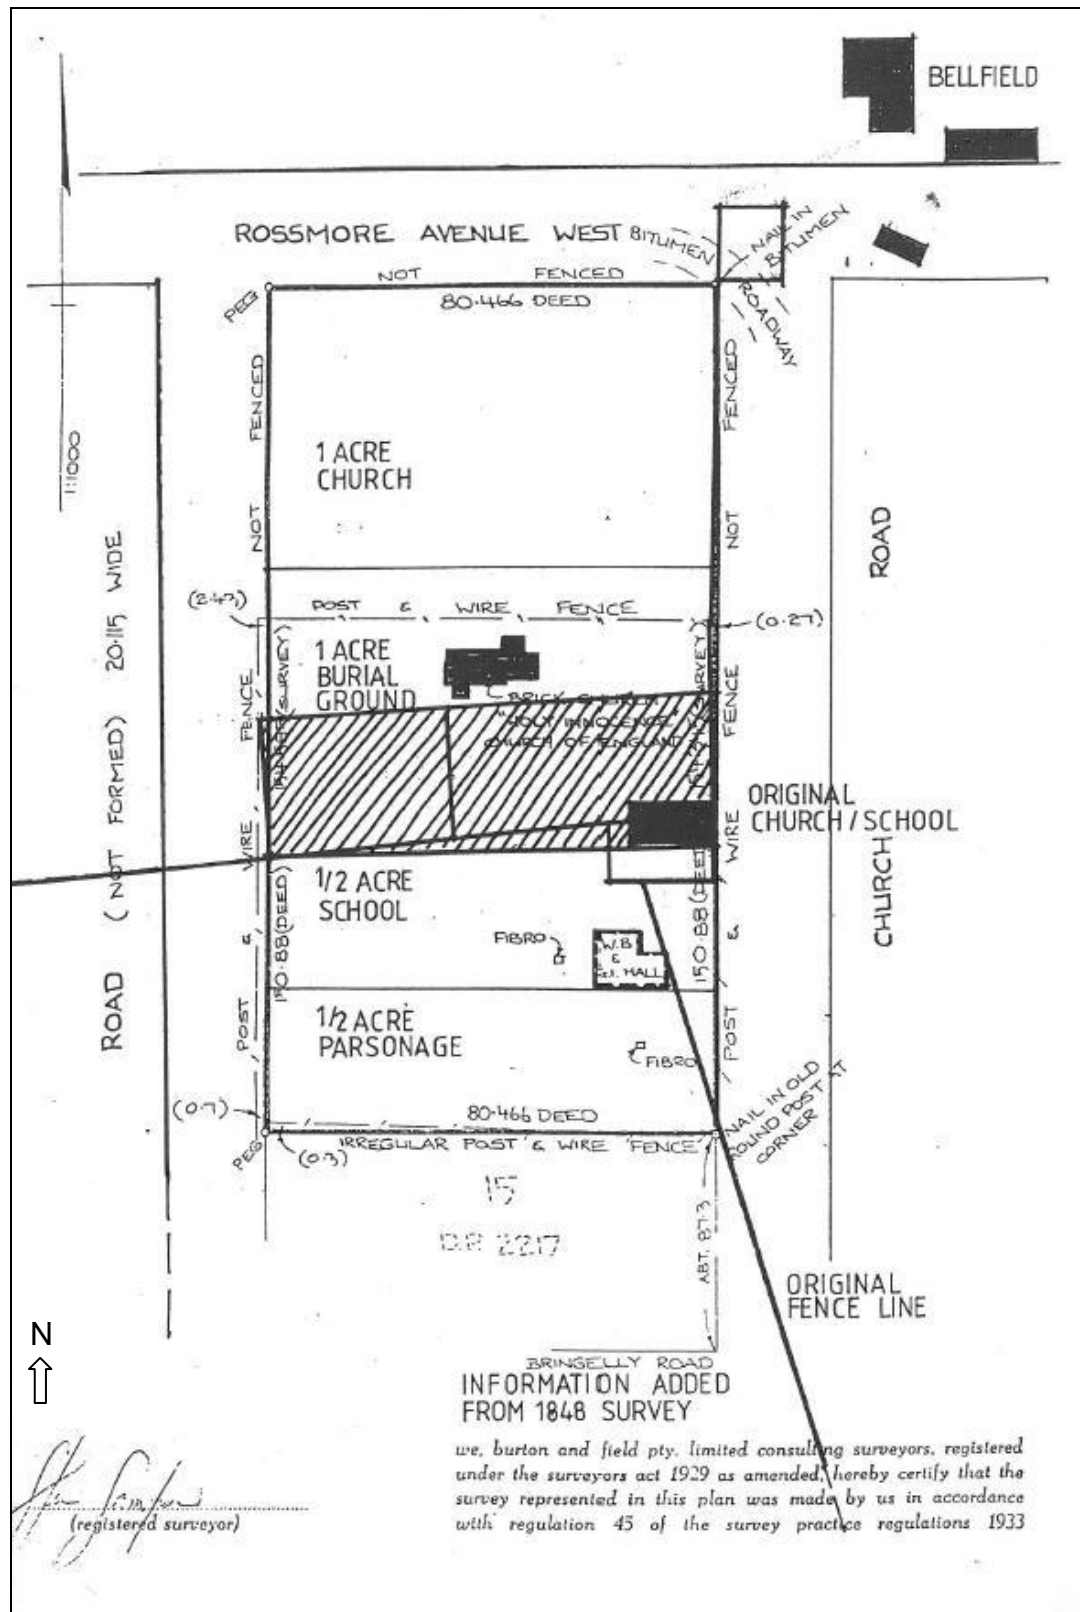 BELLFIELD
ROSSMORE AVENUE WEST
BITUMEN
NAIL IN
BITUMEN
NOT FENCED
PEG
80.466 DEED
ROADWAY
NOT FENCED
NOT FENCED
1:1000
1 ACRE
CHURCH
ROAD (NOT FORMED) 20.115 WIDE
CHURCH ROAD
(2.43)
POST & WIRE FENCE
(0.27)
1 ACRE
BURIAL
GROUND
BRICK CHURCH
"HOLY INNOCENCE"
CHURCH OF ENGLAND
(SURVEY)
SURVEY)
ORIGINAL
CHURCH / SCHOOL
POST & WIRE FENCE
POST & WIRE FENCE
150.88 (DEED)
150.88 (DEED)
1/2 ACRE
SCHOOL
FIBRO
W.B
&
HALL
1/2 ACRE
PARSONAGE
FIBRO
(0.7)
80.466 DEED
NAIL IN OLD
ROUND POST AT
CORNER
PEG
(0.3)
IRREGULAR POST & WIRE FENCE
15
D.P. 2217
ABT. 87.3
ORIGINAL
FENCE LINE
N
BRINGELLY ROAD
INFORMATION ADDED
FROM 1848 SURVEY
we, burton and field pty. limited consulting surveyors, registered
under the surveyors act 1929 as amended, hereby certify that the
survey represented in this plan was made by us in accordance
with regulation 45 of the survey practice regulations 1933
(registered surveyor)